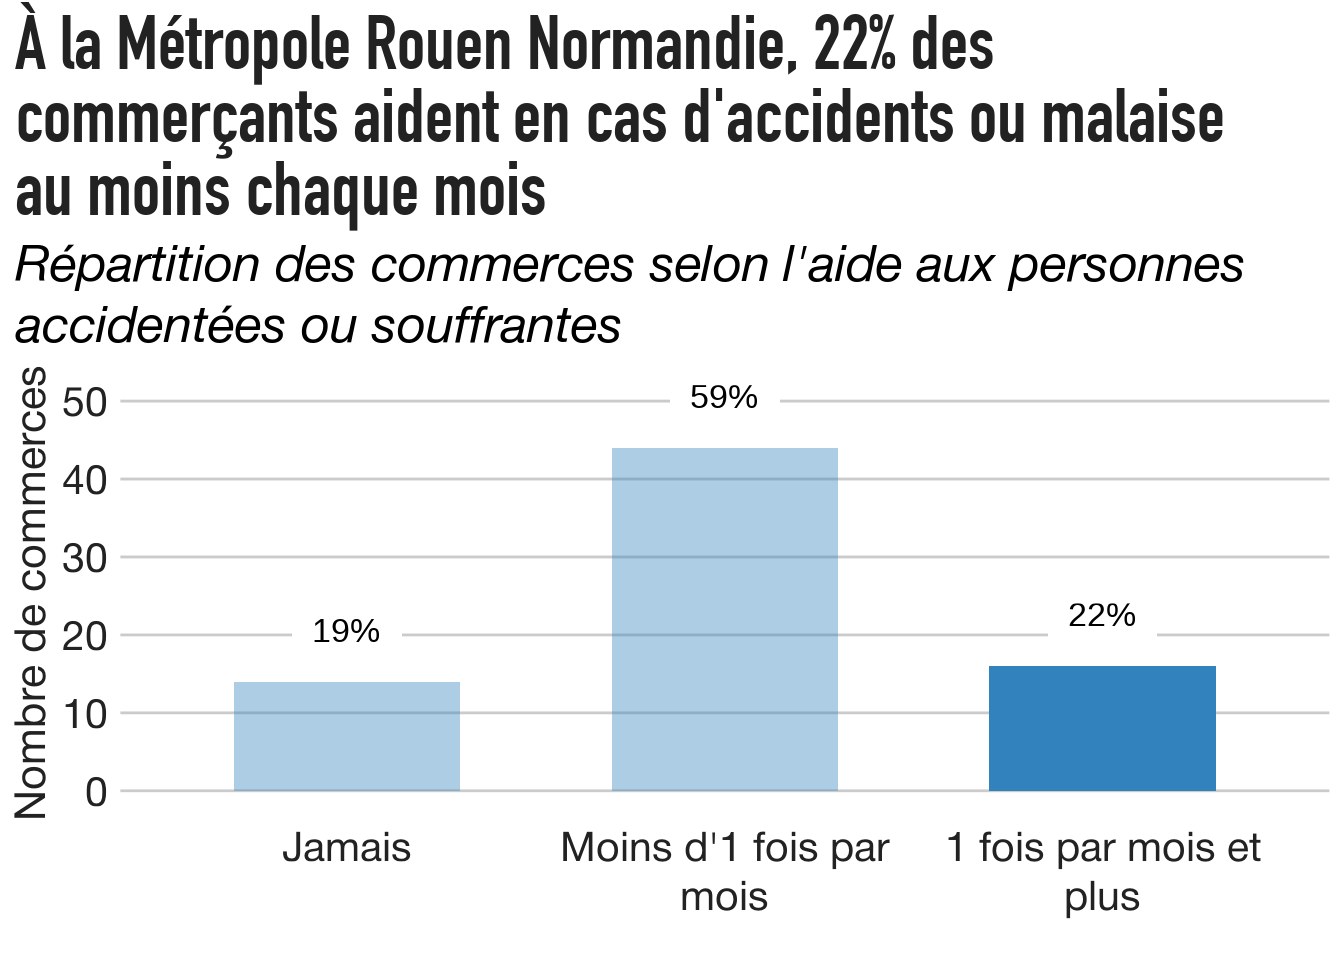 À la Métropole Rouen Normandie, 22% des
commerçants aident en cas d'accidents ou malaise
au moins chaque mois
Répartition des commerces selon l'aide aux personnes
accidentées ou souffrantes
Nombre de commerces
50
40
30
20
10
0
19%
59%
22%
Jamais
Moins d'1 fois par
mois
1 fois par mois et
plus